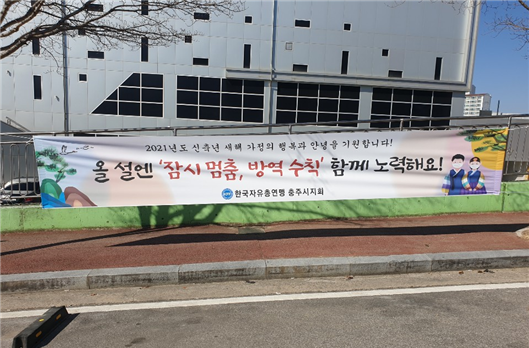 2021년도 신축년 새해 가정의 행복과 안녕을 기원합니다!
올 설엔 '잠시 멈춤, 방역 수칙' 함께 노력해요!
한국자유총연맹 충주시지회